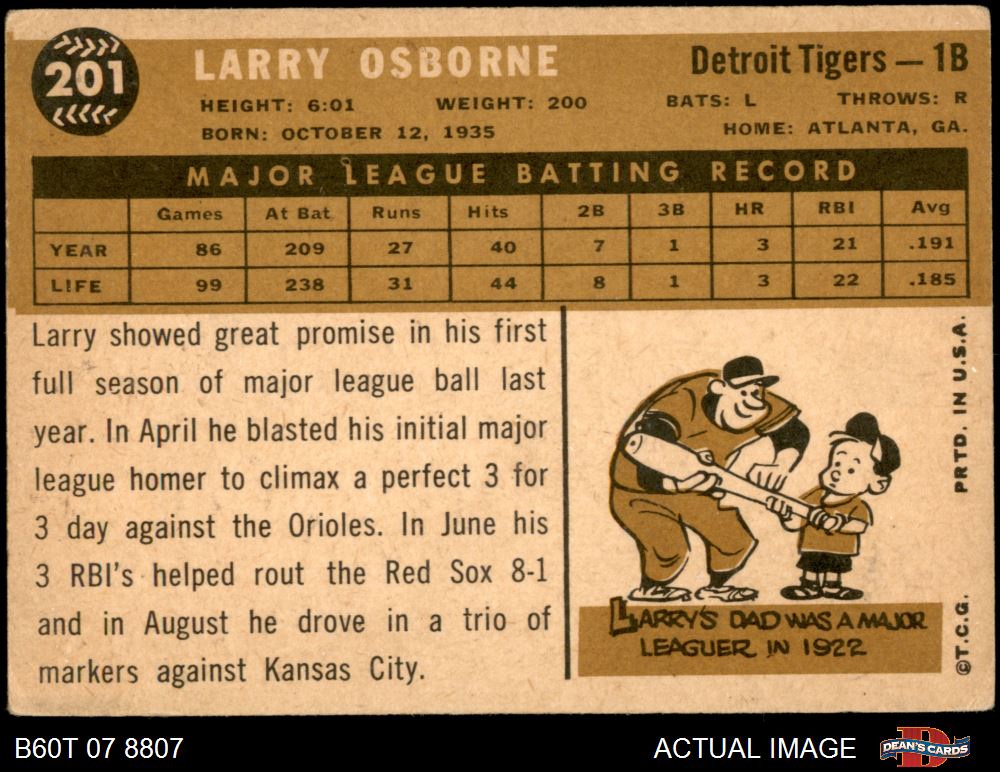 201
LARRY OSBORNE
Detroit Tigers — 1B
HEIGHT: 6:01 WEIGHT: 200 BATS: L THROWS: R
BORN: OCTOBER 12, 1935 HOME: ATLANTA, GA.
MAJOR LEAGUE BATTING RECORD
Games At Bat Runs Hits 2B 3B HR RBI Avg
YEAR 86 209 27 40 7 1 3 21 .191
LIFE 99 238 31 44 8 1 3 22 .185
Larry showed great promise in his first
full season of major league ball last
year. In April he blasted his initial major
league homer to climax a perfect 3 for
3 day against the Orioles. In June his
3 RBI's helped rout the Red Sox 8-1
and in August he drove in a trio of
markers against Kansas City.
LARRY'S DAD WAS A MAJOR
LEAGUER IN 1922
©T.C.G. PRTD. IN U.S.A.
B60T 07 8807
ACTUAL IMAGE
DEAN'S CARDS